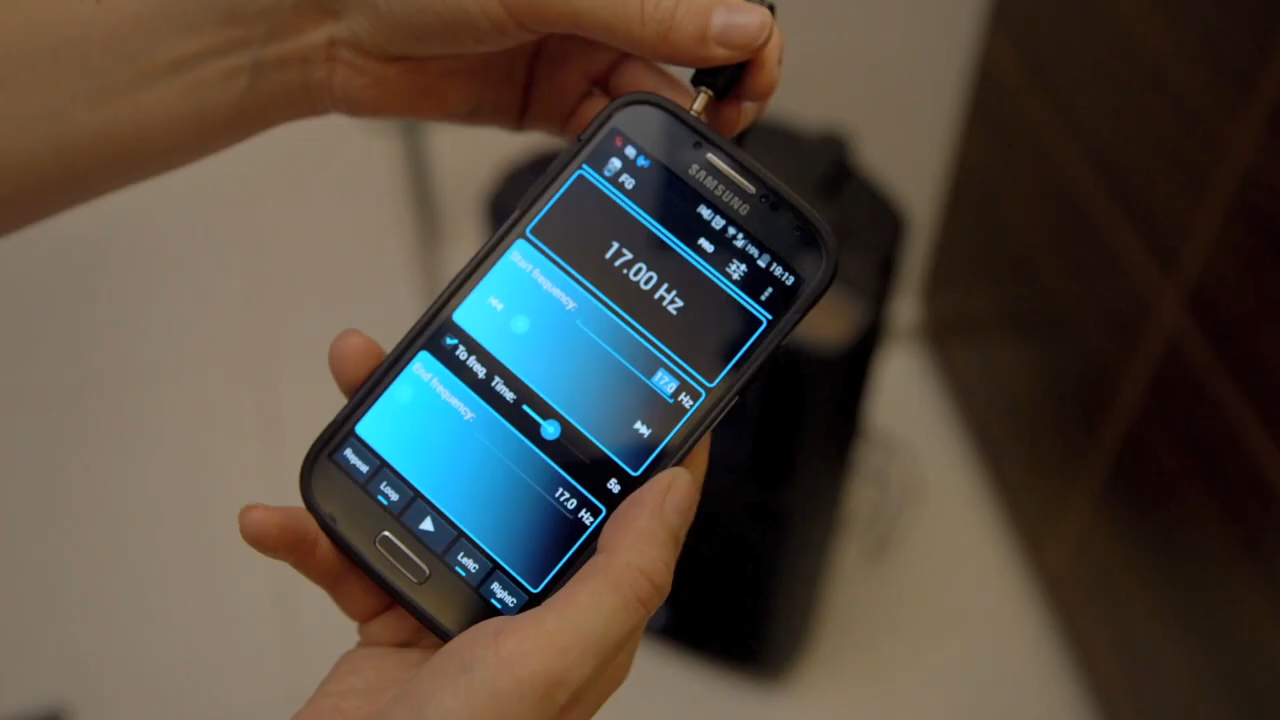 SAMSUNG
19%
19:13
FG
PRO
17.00 Hz
Start frequency:
17.0 Hz
To freq. Time:
5s
End frequency:
17.0 Hz
Repeat
Loop
LeftC
RightC